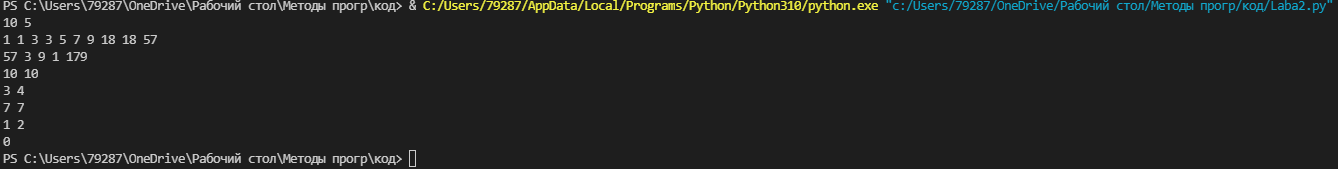 PS C:\Users\79287\OneDrive\Рабочий стол\Методы прогр\код> & C:/Users/79287/AppData/Local/Programs/Python/Python310/python.exe "c:/Users/79287/OneDrive/Рабочий стол/Методы прогр/код/Laba2.py"
10 5
1 1 3 3 5 7 9 18 18 57
57 3 9 1 179
10 10
3 4
7 7
1 2
0
PS C:\Users\79287\OneDrive\Рабочий стол\Методы прогр\код>